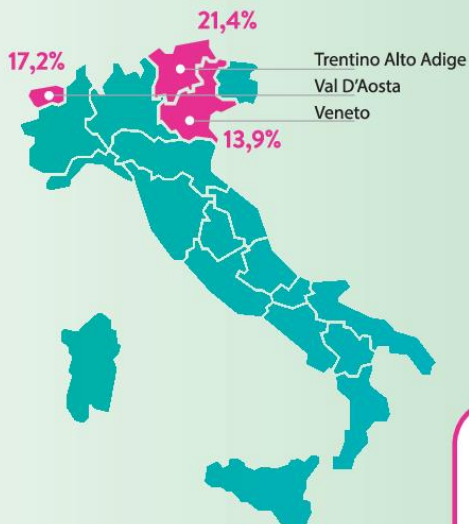 21,4%
17,2%
Trentino Alto Adige
Val D'Aosta
Veneto
13,9%